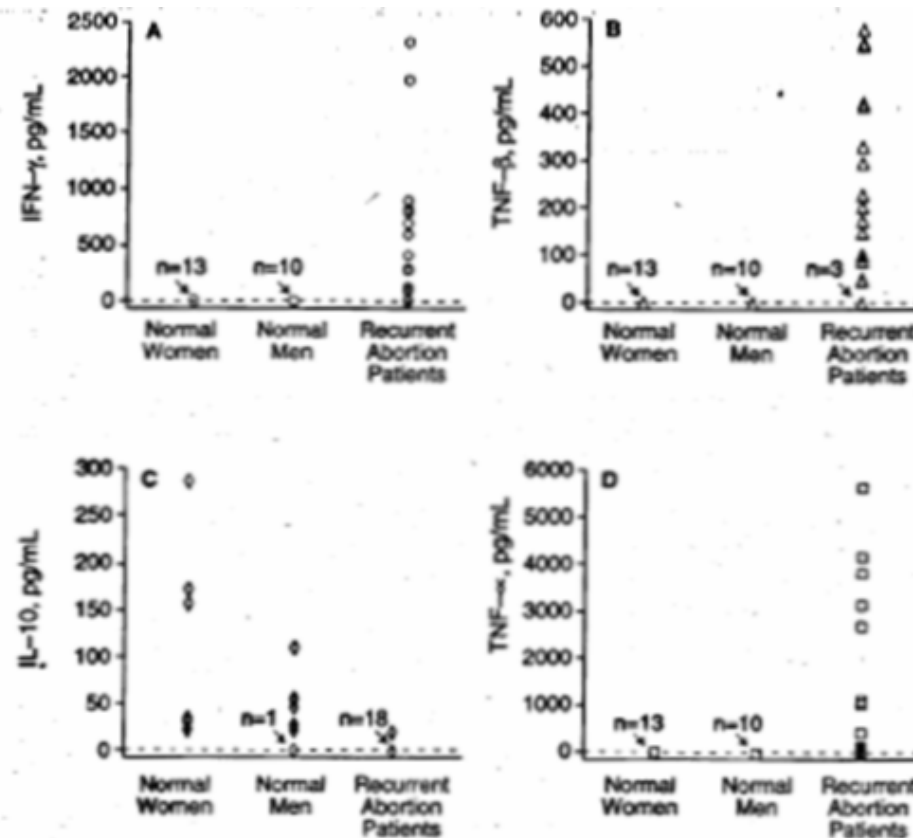 A
IFN-γ, pg/mL
2500
2000
1500
1000
500
0
n=13
n=10
Normal Women
Normal Men
Recurrent Abortion Patients
B
TNF-β, pg/mL
600
500
400
300
200
100
0
n=13
n=10
n=3
Normal Women
Normal Men
Recurrent Abortion Patients
C
IL-10, pg/mL
300
250
200
150
100
50
0
n=1
n=18
Normal Women
Normal Men
Recurrent Abortion Patients
D
TNF-α, pg/mL
6000
5000
4000
3000
2000
1000
0
n=13
n=10
Normal Women
Normal Men
Recurrent Abortion Patients